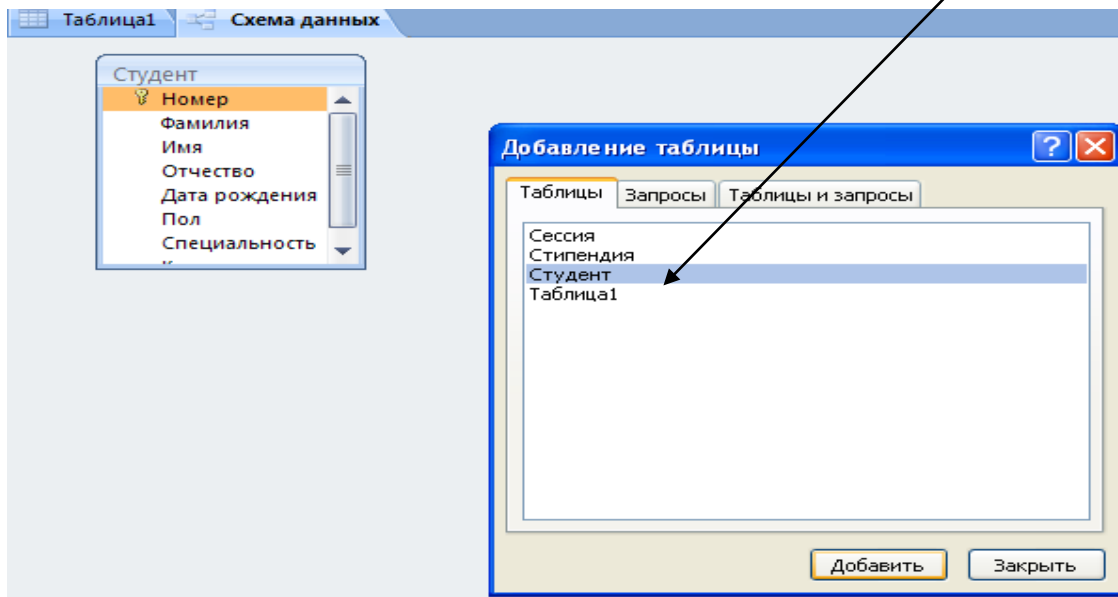 Таблица1 Схема данных
Студент
Номер
Фамилия
Имя
Отчество
Дата рождения
Пол
Специальность
Добавление таблицы
Таблицы Запросы Таблицы и запросы
Сессия
Стипендия
Студент
Таблица1
Добавить Закрыть